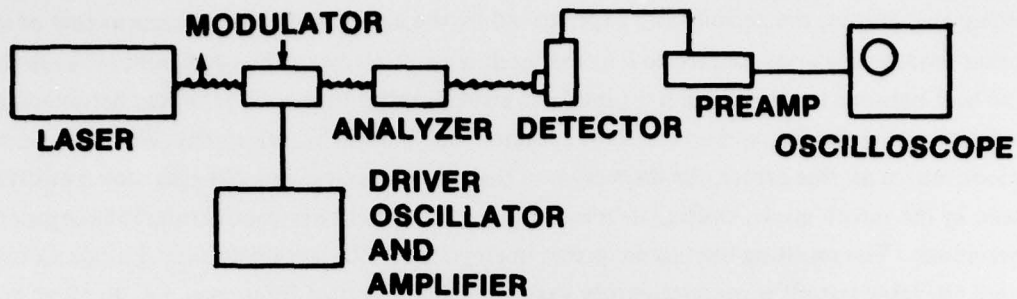 MODULATOR
LASER
ANALYZER
DETECTOR
PREAMP
OSCILLOSCOPE
DRIVER
OSCILLATOR
AND
AMPLIFIER